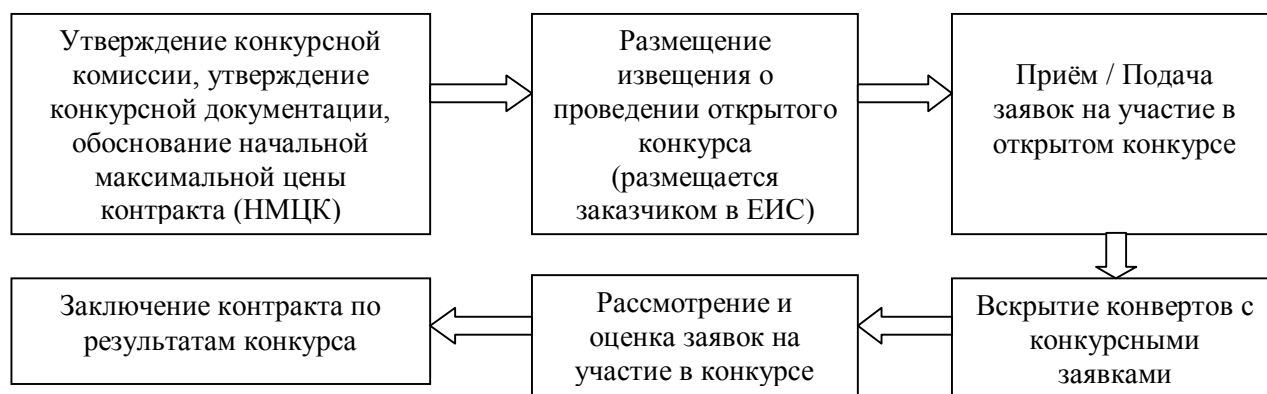 Утверждение конкурсной
комиссии, утверждение
конкурсной документации,
обоснование начальной
максимальной цены
контракта (НМЦК)
Размещение
извещения о
проведении открытого
конкурса
(размещается
заказчиком в ЕИС)
Приём / Подача
заявок на участие в
открытом конкурсе
Вскрытие конвертов с
конкурсными
заявками
Рассмотрение и
оценка заявок на
участие в конкурсе
Заключение контракта по
результатам конкурса